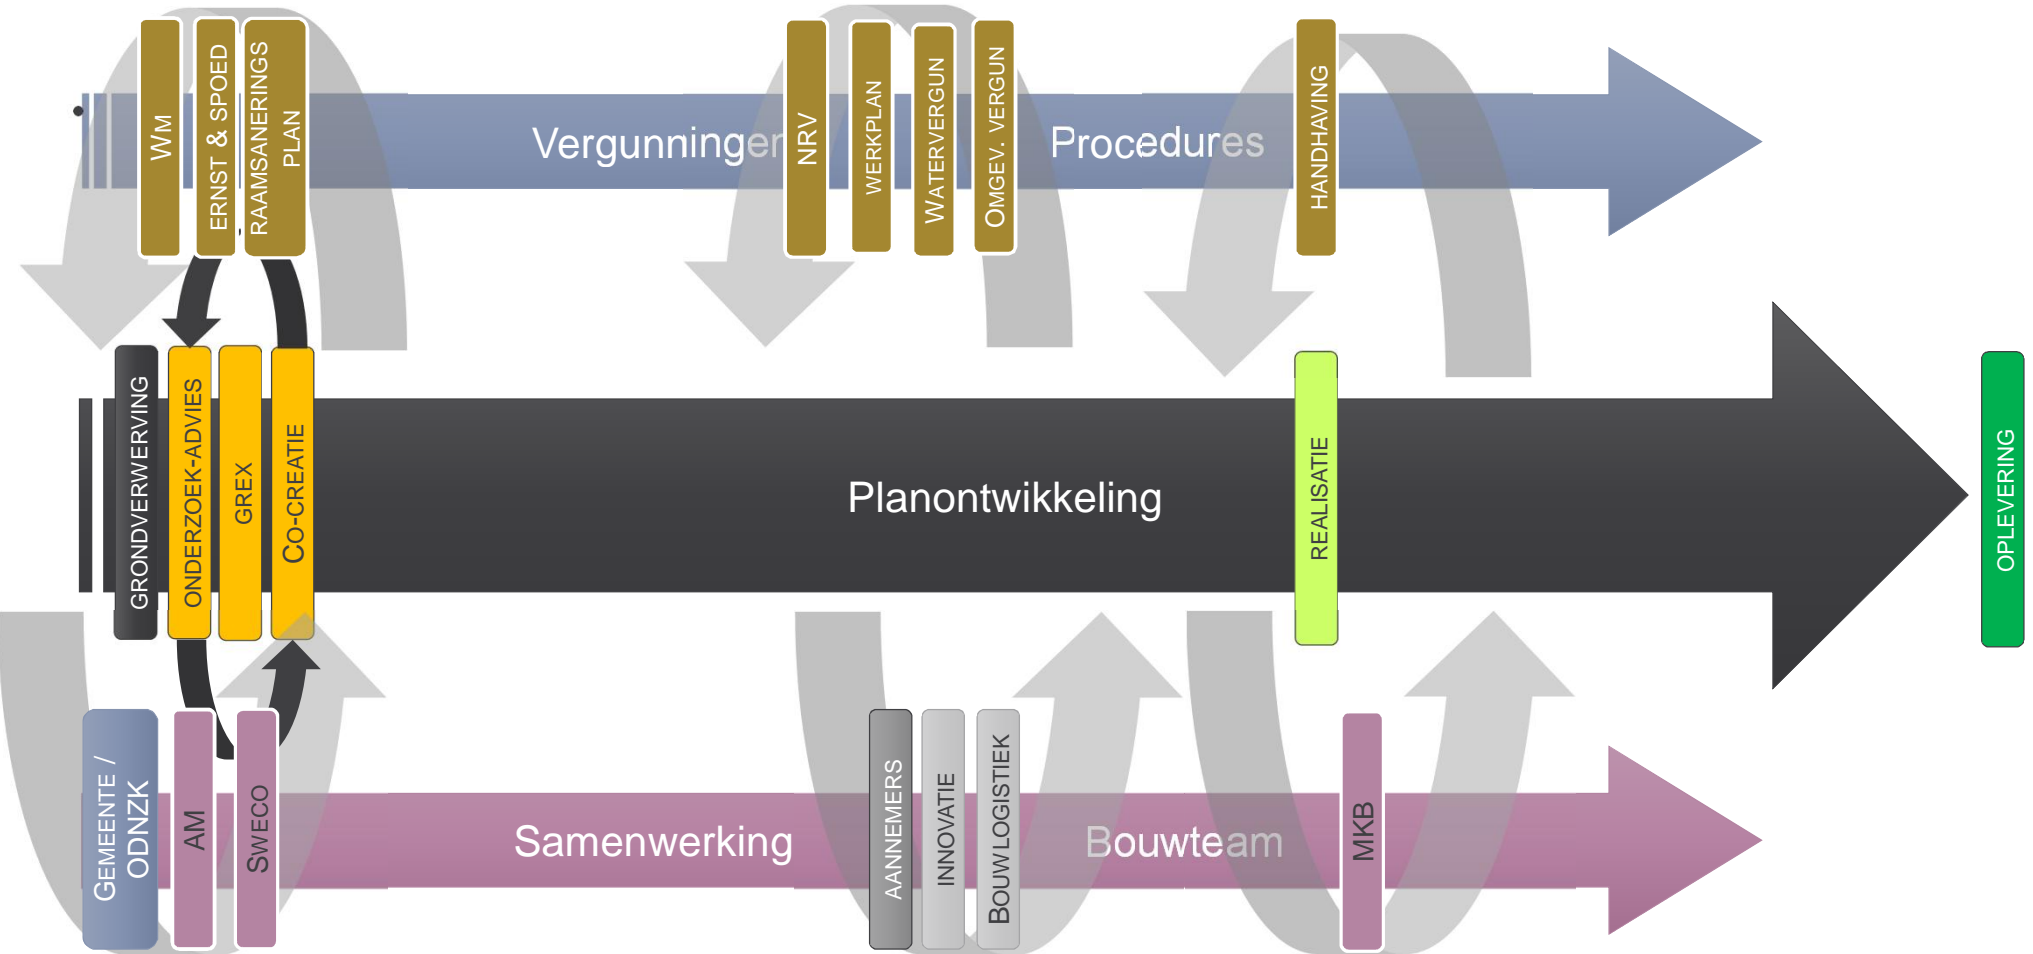 WM
ERNST & SPOED
RAAMSANERINGS
PLAN
Vergunningen
NRV
WERKPLAN
WATERVERGUN
OMGEV. VERGUN
Procedures
HANDHAVING
GRONDVERWERVING
ONDERZOEK-ADVIES
GREX
CO-CREATIE
Planontwikkeling
REALISATIE
OPLEVERING
GEMEENTE /
ODNZK
AM
SWECO
Samenwerking
AANNEMERS
INNOVATIE
BOUWLOGISTIEK
Bouwteam
MKB